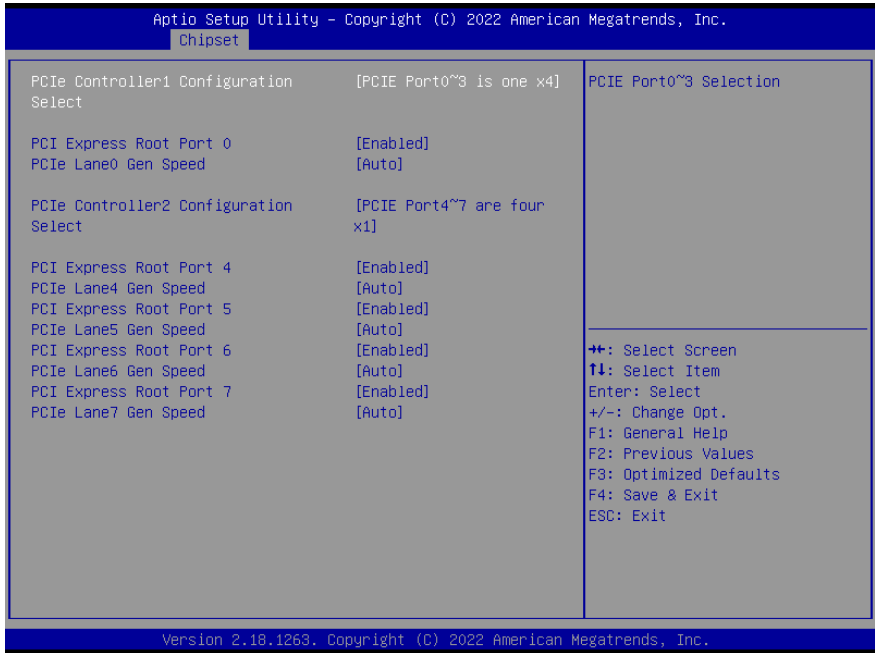 Aptio Setup Utility – Copyright (C) 2022 American Megatrends, Inc.
Chipset
PCIe Controller1 Configuration [PCIE Port0~3 is one x4]
Select
PCI Express Root Port 0 [Enabled]
PCIe Lane0 Gen Speed [Auto]
PCIe Controller2 Configuration [PCIE Port4~7 are four
Select x1]
PCI Express Root Port 4 [Enabled]
PCIe Lane4 Gen Speed [Auto]
PCI Express Root Port 5 [Enabled]
PCIe Lane5 Gen Speed [Auto]
PCI Express Root Port 6 [Enabled]
PCIe Lane6 Gen Speed [Auto]
PCI Express Root Port 7 [Enabled]
PCIe Lane7 Gen Speed [Auto]
PCIE Port0~3 Selection
→←: Select Screen
↑↓: Select Item
Enter: Select
+/-: Change Opt.
F1: General Help
F2: Previous Values
F3: Optimized Defaults
F4: Save & Exit
ESC: Exit
Version 2.18.1263. Copyright (C) 2022 American Megatrends, Inc.